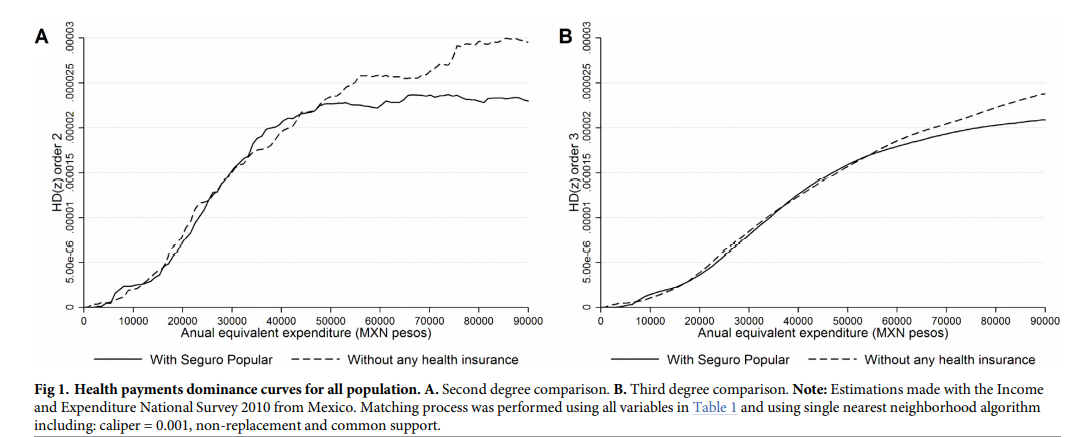 A
B
HD(z) order 2
0 5.00e-06 .00001 .000015 .00002 .000025 .00003
0 10000 20000 30000 40000 50000 60000 70000 80000 90000
Anual equivalent expenditure (MXN pesos)
With Seguro Popular Without any health insurance
HD(z) order 3
0 5.00e-06 .00001 .000015 .00002 .000025 .00003
0 10000 20000 30000 40000 50000 60000 70000 80000 90000
Anual equivalent expenditure (MXN pesos)
With Seguro Popular Without any health insurance
Fig 1. Health payments dominance curves for all population. A. Second degree comparison. B. Third degree comparison. Note: Estimations made with the Income
and Expenditure National Survey 2010 from Mexico. Matching process was performed using all variables in Table 1 and using single nearest neighborhood algorithm
including: caliper = 0.001, non-replacement and common support.